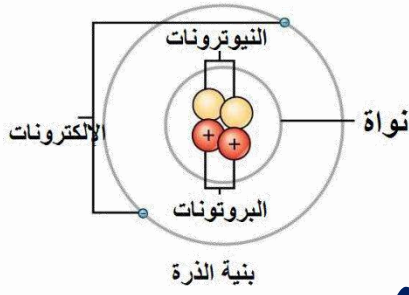 النيوترونات
نواة
الإلكترونات
البروتونات
+ +
بنية الذرة